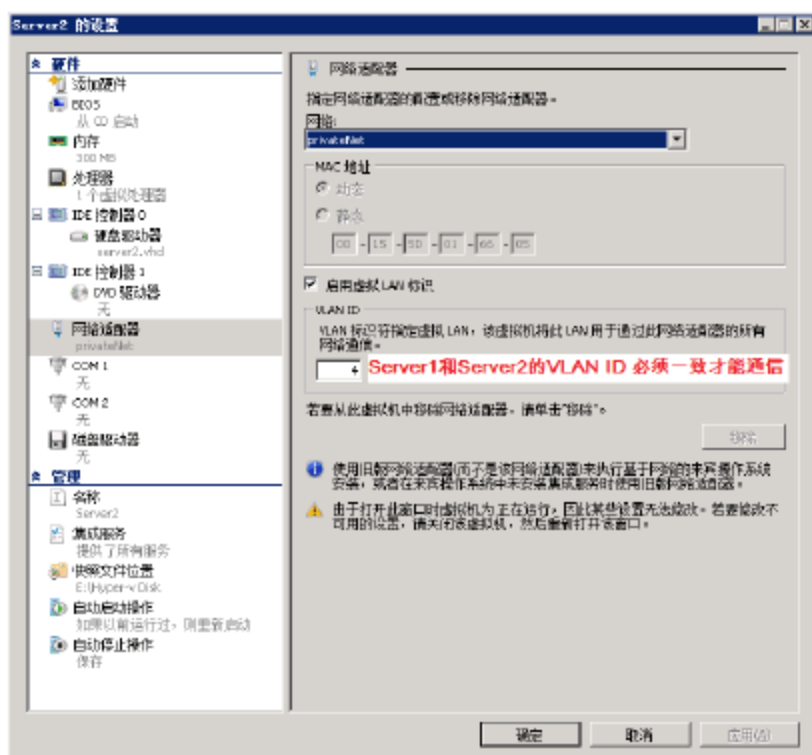 Server2 的设置
硬件
添加硬件
BIOS
从 CD 启动
内存
300 MB
处理器
1 个虚拟处理器
IDE 控制器 0
硬盘驱动器
server2.vhd
IDE 控制器 1
DVD 驱动器
无
网络适配器
privateNet
COM 1
无
COM 2
无
磁盘驱动器
无
管理
名称
Server2
集成服务
提供了所有服务
快照文件位置
E:\Hyper-v Disk
自动启动操作
如果以前运行过，则重新启动
自动停止操作
保存
网络适配器
指定网络适配器的配置或移除网络适配器。
网络:
privateNet
MAC 地址
动态
静态
00 - 15 - 5D - 01 - 66 - 05
启用虚拟 LAN 标识
VLAN ID
VLAN 标识符指定虚拟 LAN，该虚拟机将此 LAN 用于通过此网络适配器的所有
网络通信。
4 Server1和Server2的VLAN ID 必须一致才能通信
若要从此虚拟机中移除网络适配器，请单击“移除”。
移除
使用旧版网络适配器(而不是该网络适配器)来执行基于网络的来宾操作系统
安装，或者在来宾操作系统中未安装集成服务时使用旧版网络适配器。
由于打开此窗口时虚拟机为正在运行，因此某些设置无法修改。若要修改不
可用的设置，请关闭该虚拟机，然后重新打开该窗口。
确定 取消 应用(A)